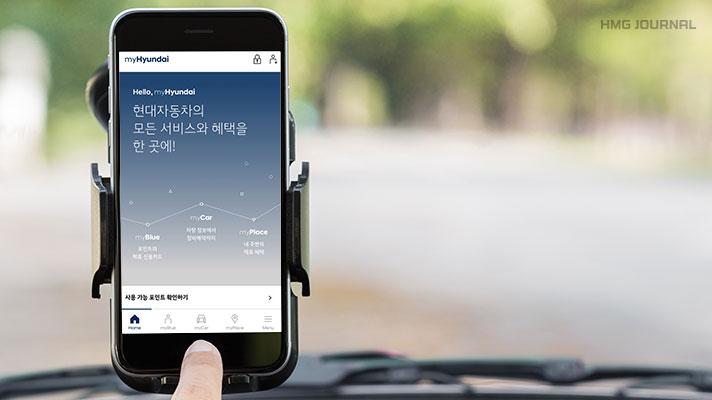 HMG JOURNAL
myHyundai
Hello, myHyundai
현대자동차의
모든 서비스와 혜택을
한 곳에!
myCar
차량 정보에서
정비예약까지
myBlue
포인트와
제휴 신용카드
myPlace
내 주변의
제휴 혜택
사용 가능 포인트 확인하기
Home
myBlue
myCar
myPlace
Menu